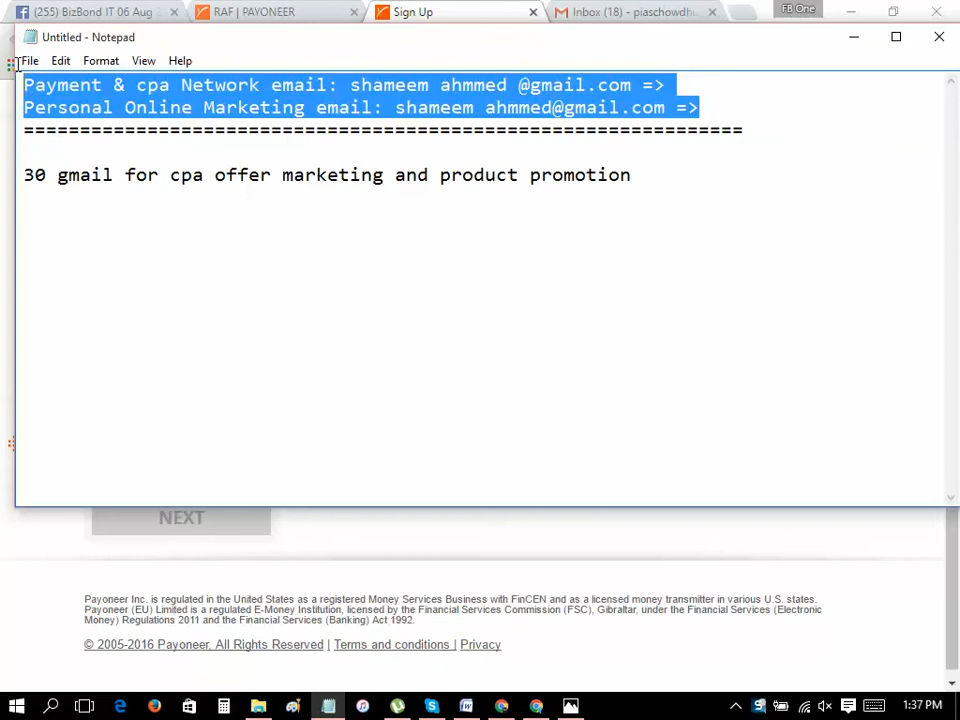 (255) BizBond IT 06 Aug
RAF | PAYONEER
Sign Up
Inbox (18) - piaschowdhu
FB One
Untitled - Notepad
File Edit Format View Help
Payment & cpa Network email: shameem ahmmed @gmail.com =>
Personal Online Marketing email: shameem ahmmed@gmail.com =>
================================================================
30 gmail for cpa offer marketing and product promotion
NEXT
Payoneer Inc. is regulated in the United States as a registered Money Services Business with FinCEN and as a licensed money transmitter in various U.S. states.
Payoneer (EU) Limited is a regulated E-Money Institution, licensed by the Financial Services Commission (FSC), Gibraltar, under the Financial Services (Electronic
Money) Regulations 2011 and the Financial Services (Banking) Act 1992.
© 2005-2016 Payoneer, All Rights Reserved | Terms and conditions | Privacy
1:37 PM